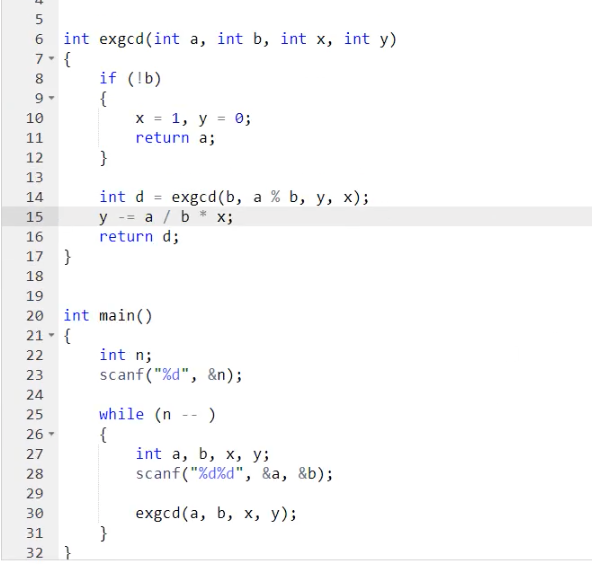 4
5
6 int exgcd(int a, int b, int x, int y)
7 {
8 if (!b)
9 {
10 x = 1, y = 0;
11 return a;
12 }
13
14 int d = exgcd(b, a % b, y, x);
15 y -= a / b * x;
16 return d;
17 }
18
19
20 int main()
21 {
22 int n;
23 scanf("%d", &n);
24
25 while (n -- )
26 {
27 int a, b, x, y;
28 scanf("%d%d", &a, &b);
29
30 exgcd(a, b, x, y);
31 }
32 }